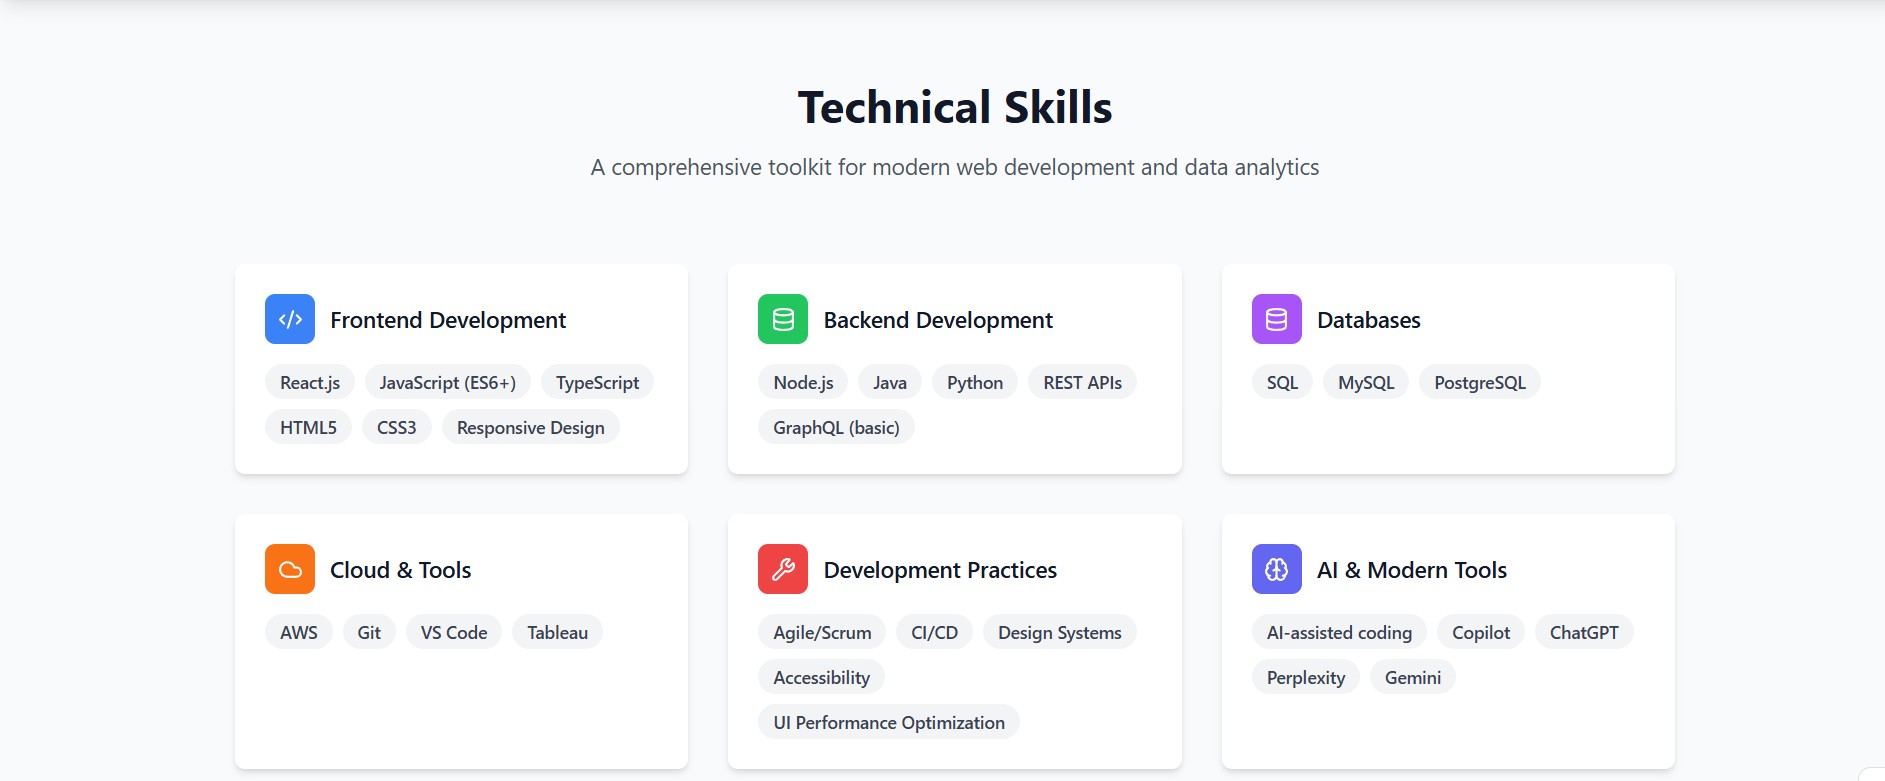 Technical Skills
A comprehensive toolkit for modern web development and data analytics
Frontend Development
React.js JavaScript (ES6+) TypeScript
HTML5 CSS3 Responsive Design
Backend Development
Node.js Java Python REST APIs
GraphQL (basic)
Databases
SQL MySQL PostgreSQL
Cloud & Tools
AWS Git VS Code Tableau
Development Practices
Agile/Scrum CI/CD Design Systems
Accessibility
UI Performance Optimization
AI & Modern Tools
AI-assisted coding Copilot ChatGPT
Perplexity Gemini